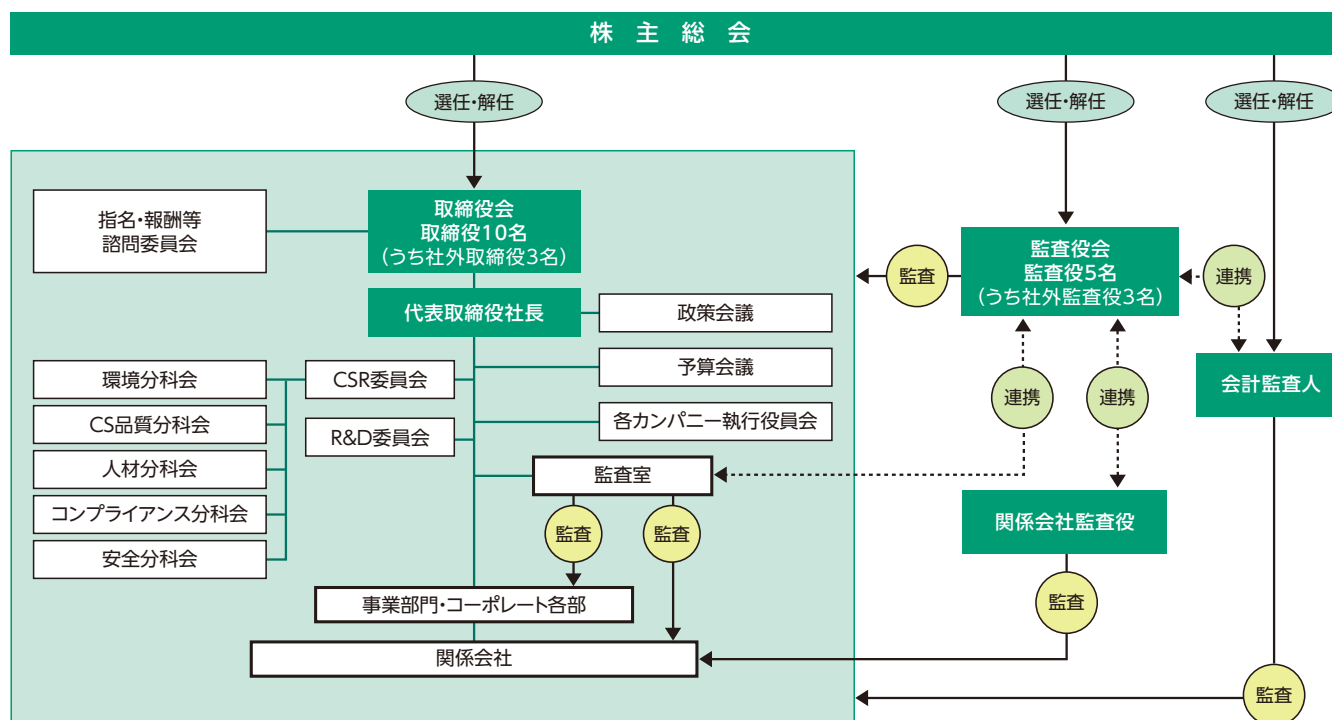 株主総会
選任・解任
選任・解任
選任・解任
指名・報酬等
諮問委員会
取締役会
取締役10名
(うち社外取締役3名)
監査
監査役会
監査役5名
(うち社外監査役3名)
連携
代表取締役社長
政策会議
環境分科会
CSR委員会
予算会議
連携
連携
会計監査人
CS品質分科会
R&D委員会
各カンパニー執行役員会
人材分科会
監査室
コンプライアンス分科会
監査
監査
関係会社監査役
安全分科会
事業部門・コーポレート各部
監査
関係会社
監査